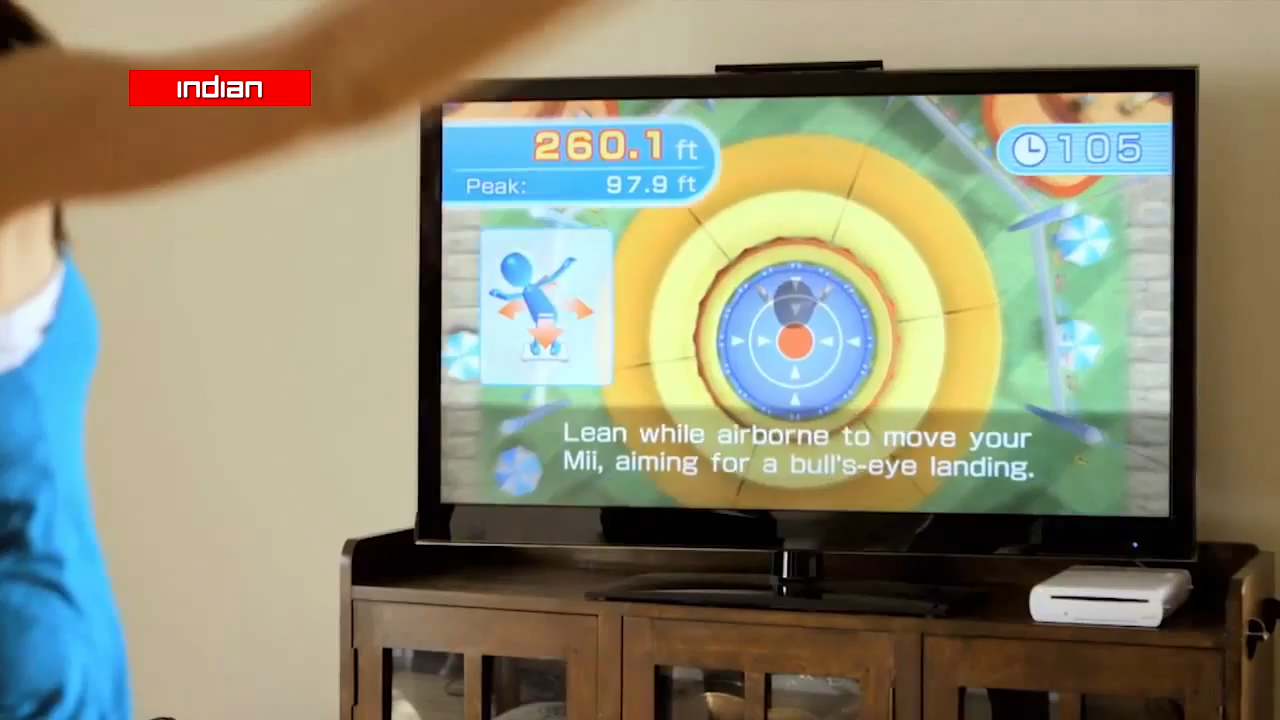 indian
260.1 ft
105
Peak: 97.9 ft
Lean while airborne to move your
Mii, aiming for a bull's-eye landing.